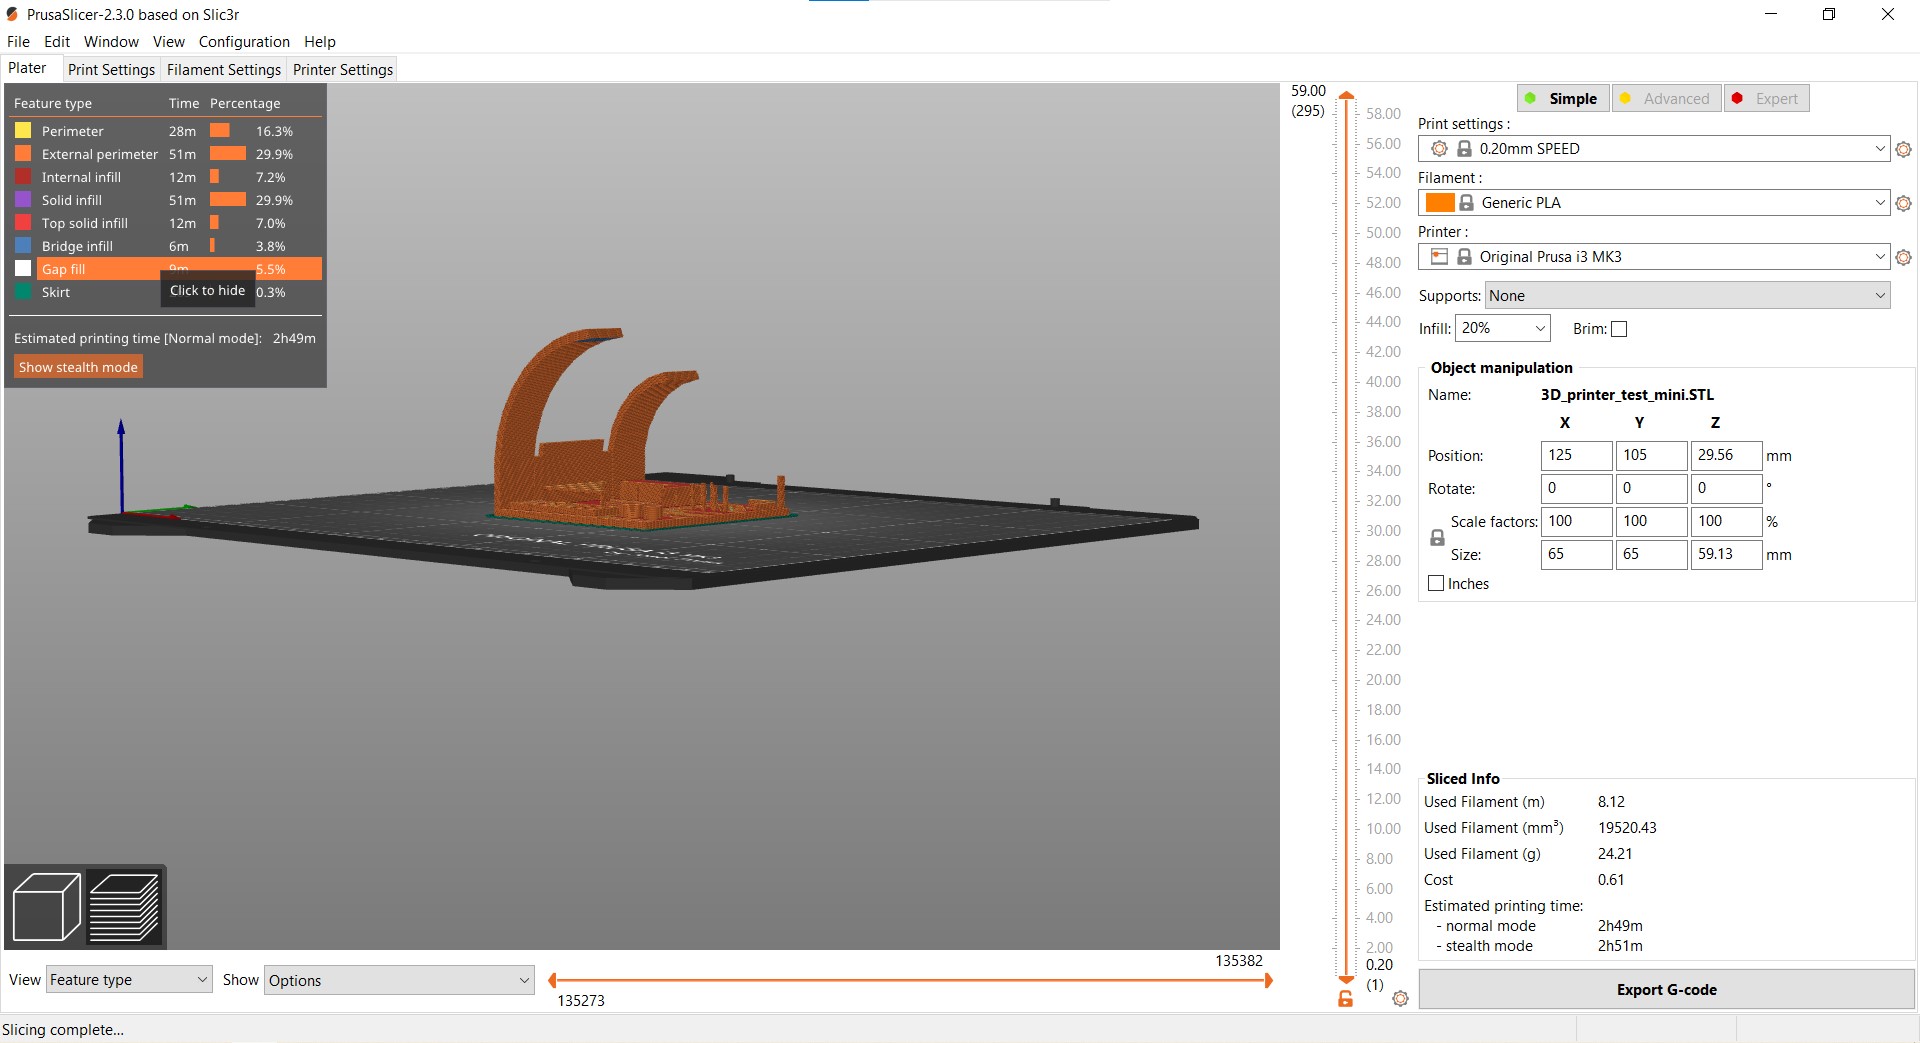 PrusaSlicer-2.3.0 based on Slic3r
File Edit Window View Configuration Help
Plater Print Settings Filament Settings Printer Settings
Feature type Time Percentage
Perimeter 28m 16.3%
External perimeter 51m 29.9%
Internal infill 12m 7.2%
Solid infill 51m 29.9%
Top solid infill 12m 7.0%
Bridge infill 6m 3.8%
Gap fill 9m 5.5%
Skirt 0.3%
Click to hide
Estimated printing time [Normal mode]: 2h49m
Show stealth mode
59.00
(295)
58.00
56.00
54.00
52.00
50.00
48.00
46.00
44.00
42.00
40.00
38.00
36.00
34.00
32.00
30.00
28.00
26.00
24.00
22.00
20.00
18.00
16.00
14.00
12.00
10.00
8.00
6.00
4.00
2.00
0.20
(1)
Simple Advanced Expert
Print settings :
0.20mm SPEED
Filament :
Generic PLA
Printer :
Original Prusa i3 MK3
Supports: None
Infill: 20% Brim:
Object manipulation
Name: 3D_printer_test_mini.STL
X Y Z
Position: 125 105 29.56 mm
Rotate: 0 0 0 °
Scale factors: 100 100 100 %
Size: 65 65 59.13 mm
Inches
Sliced Info
Used Filament (m) 8.12
Used Filament (mm³) 19520.43
Used Filament (g) 24.21
Cost 0.61
Estimated printing time:
- normal mode 2h49m
- stealth mode 2h51m
Export G-code
View Feature type Show Options
135382
135273
Slicing complete...